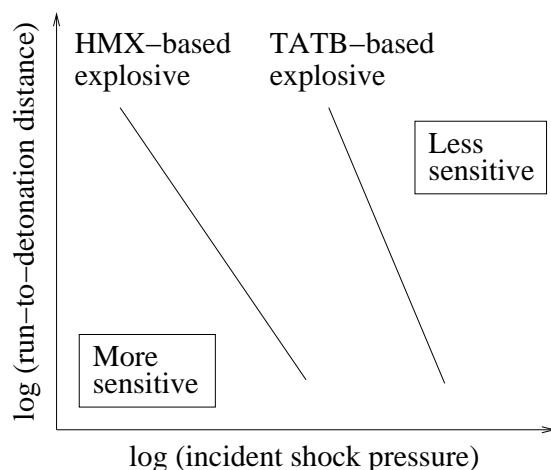 HMX−based
explosive
TATB−based
explosive
Less
sensitive
More
sensitive
log (run−to−detonation distance)
log (incident shock pressure)